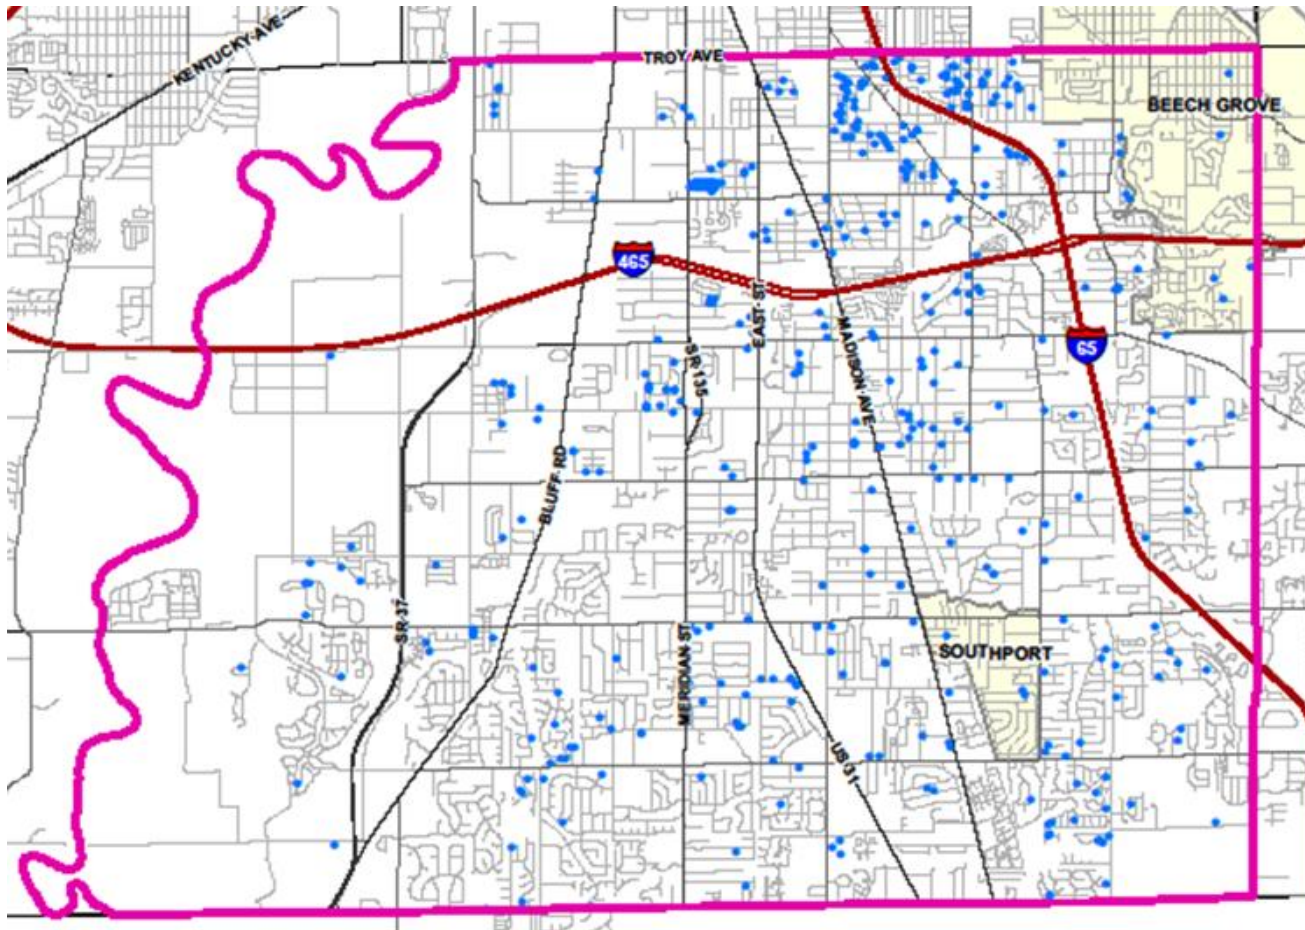 KENTUCKY AVE
TROY AVE
BEECH GROVE
465
EAST ST
SR 135
MADISON AVE
65
BLUFF RD
SR 37
MERIDIAN ST
SOUTHPORT
US 31